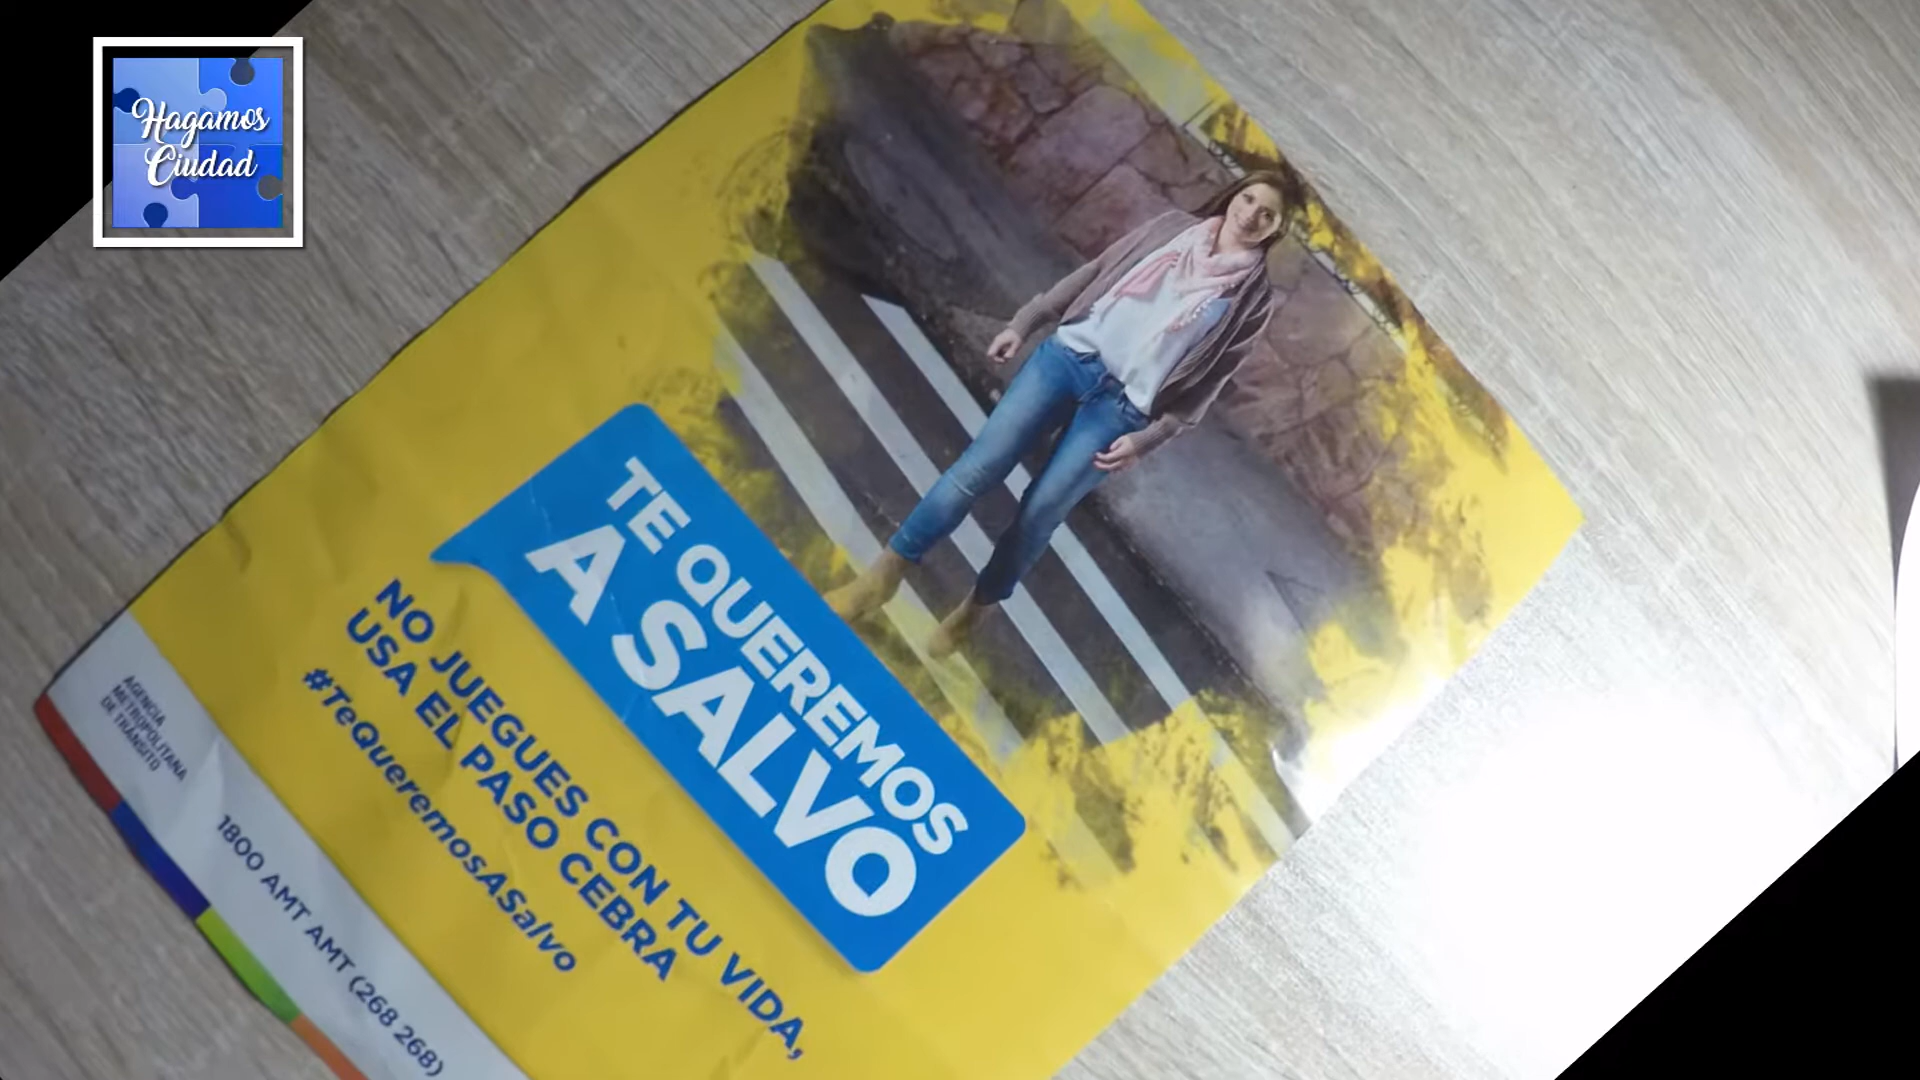 Hagamos
Ciudad
TE QUEREMOS
A SALVO
NO JUEGUES CON TU VIDA,
USA EL PASO CEBRA
#TeQueremosASalvo
AGENCIA
METROPOLITANA
DE TRÁNSITO
1800 AMT AMT (268 268)